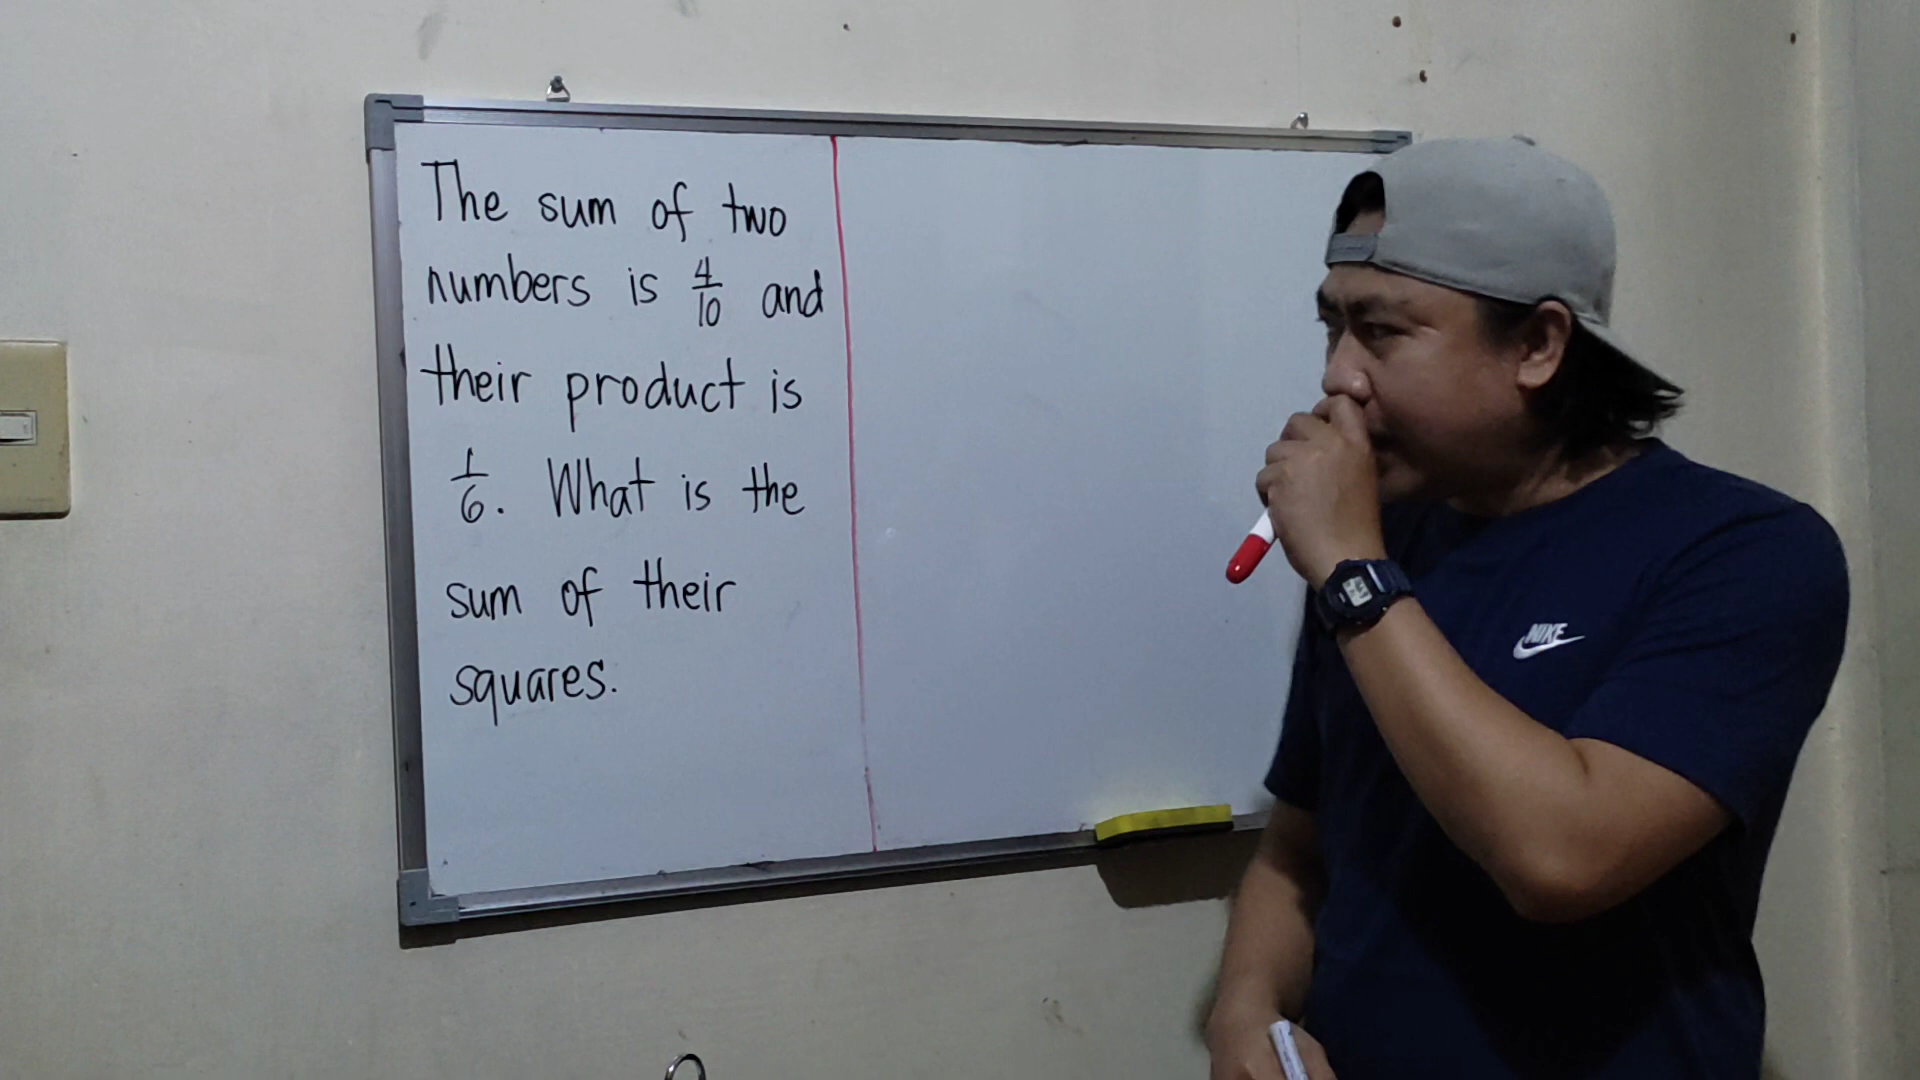 The sum of two
numbers is 4/10 and
their product is
1/6. What is the
sum of their
squares.
NIKE